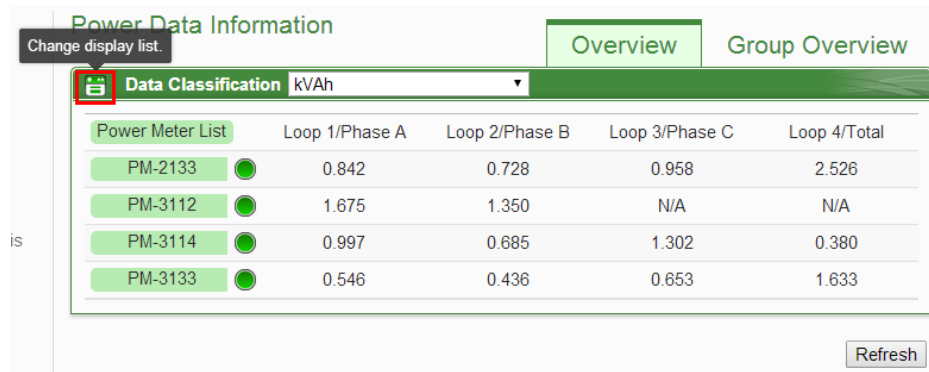 Power Data Information
Change display list.
Overview Group Overview
Data Classification kVAh
Power Meter List Loop 1/Phase A Loop 2/Phase B Loop 3/Phase C Loop 4/Total
PM-2133 0.842 0.728 0.958 2.526
PM-3112 1.675 1.350 N/A N/A
is
PM-3114 0.997 0.685 1.302 0.380
PM-3133 0.546 0.436 0.653 1.633
Refresh